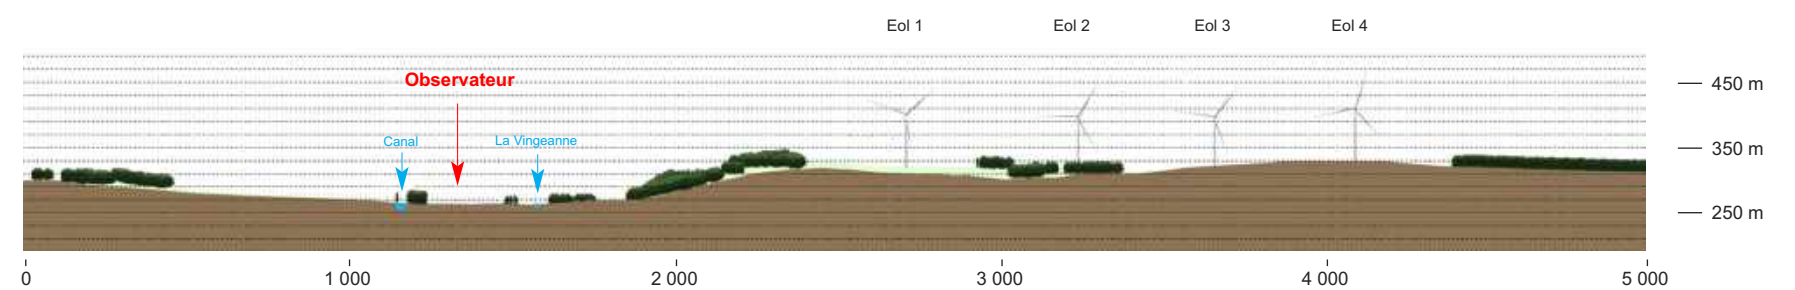 Eol 1 Eol 2 Eol 3 Eol 4
Observateur
450 m
Canal La Vingeanne
350 m
250 m
0 1 000 2 000 3 000 4 000 5 000